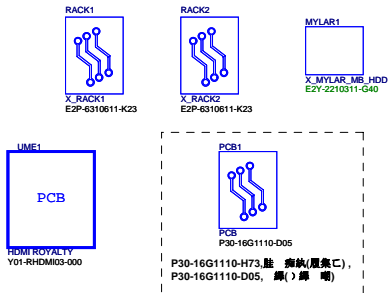 RACK1
X_RACK1
E2P-6310611-K23
RACK2
X_RACK2
E2P-6310611-K23
MYLAR1
X_MYLAR_MB_HDD
E2Y-2210311-G40
UME1
PCB
HDMI ROYALTY
Y01-RHDMI03-000
PCB1
PCB
P30-16G1110-D05
P30-16G1110-H73,
P30-16G1110-D05,